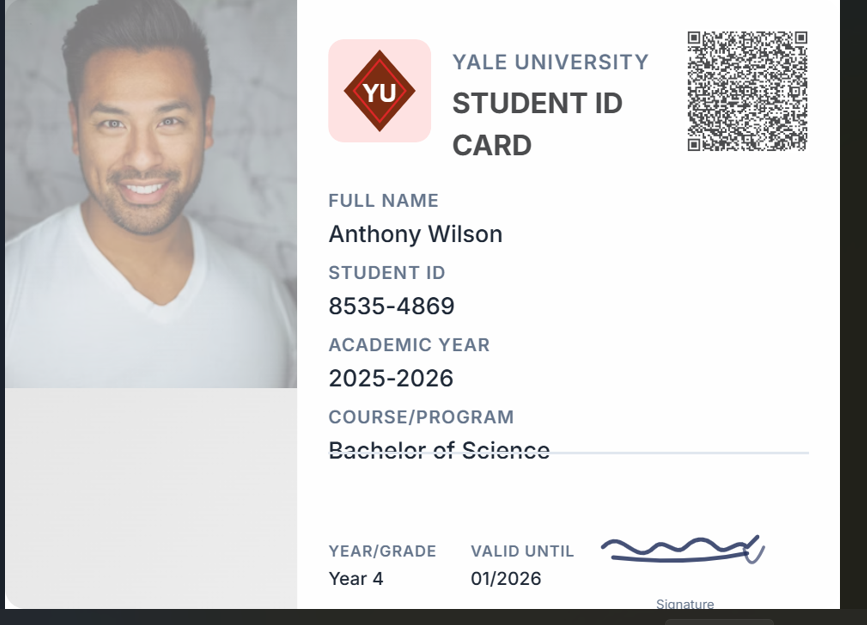 YU
YALE UNIVERSITY
STUDENT ID
CARD
FULL NAME
Anthony Wilson
STUDENT ID
8535-4869
ACADEMIC YEAR
2025-2026
COURSE/PROGRAM
Bachelor of Science
YEAR/GRADE
Year 4
VALID UNTIL
01/2026
Signature